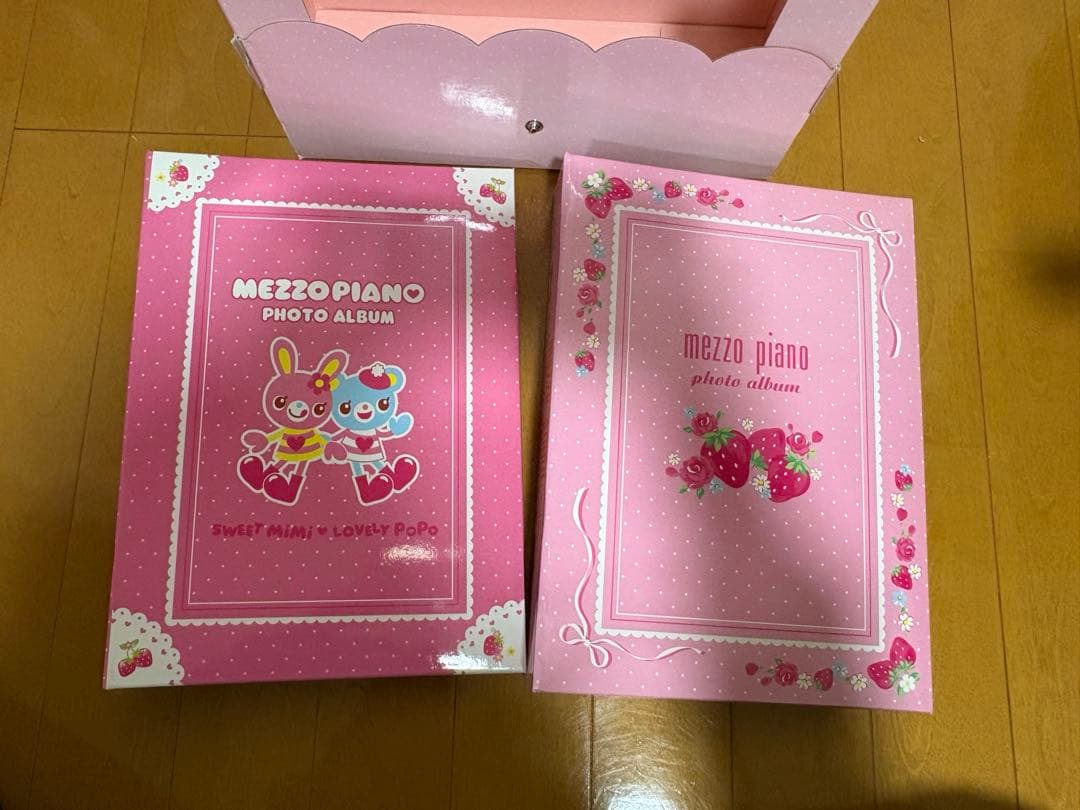 MEZZO PIANO
PHOTO ALBUM
SWEET MiMi ♥ LOVELY POPO
mezzo piano
photo album